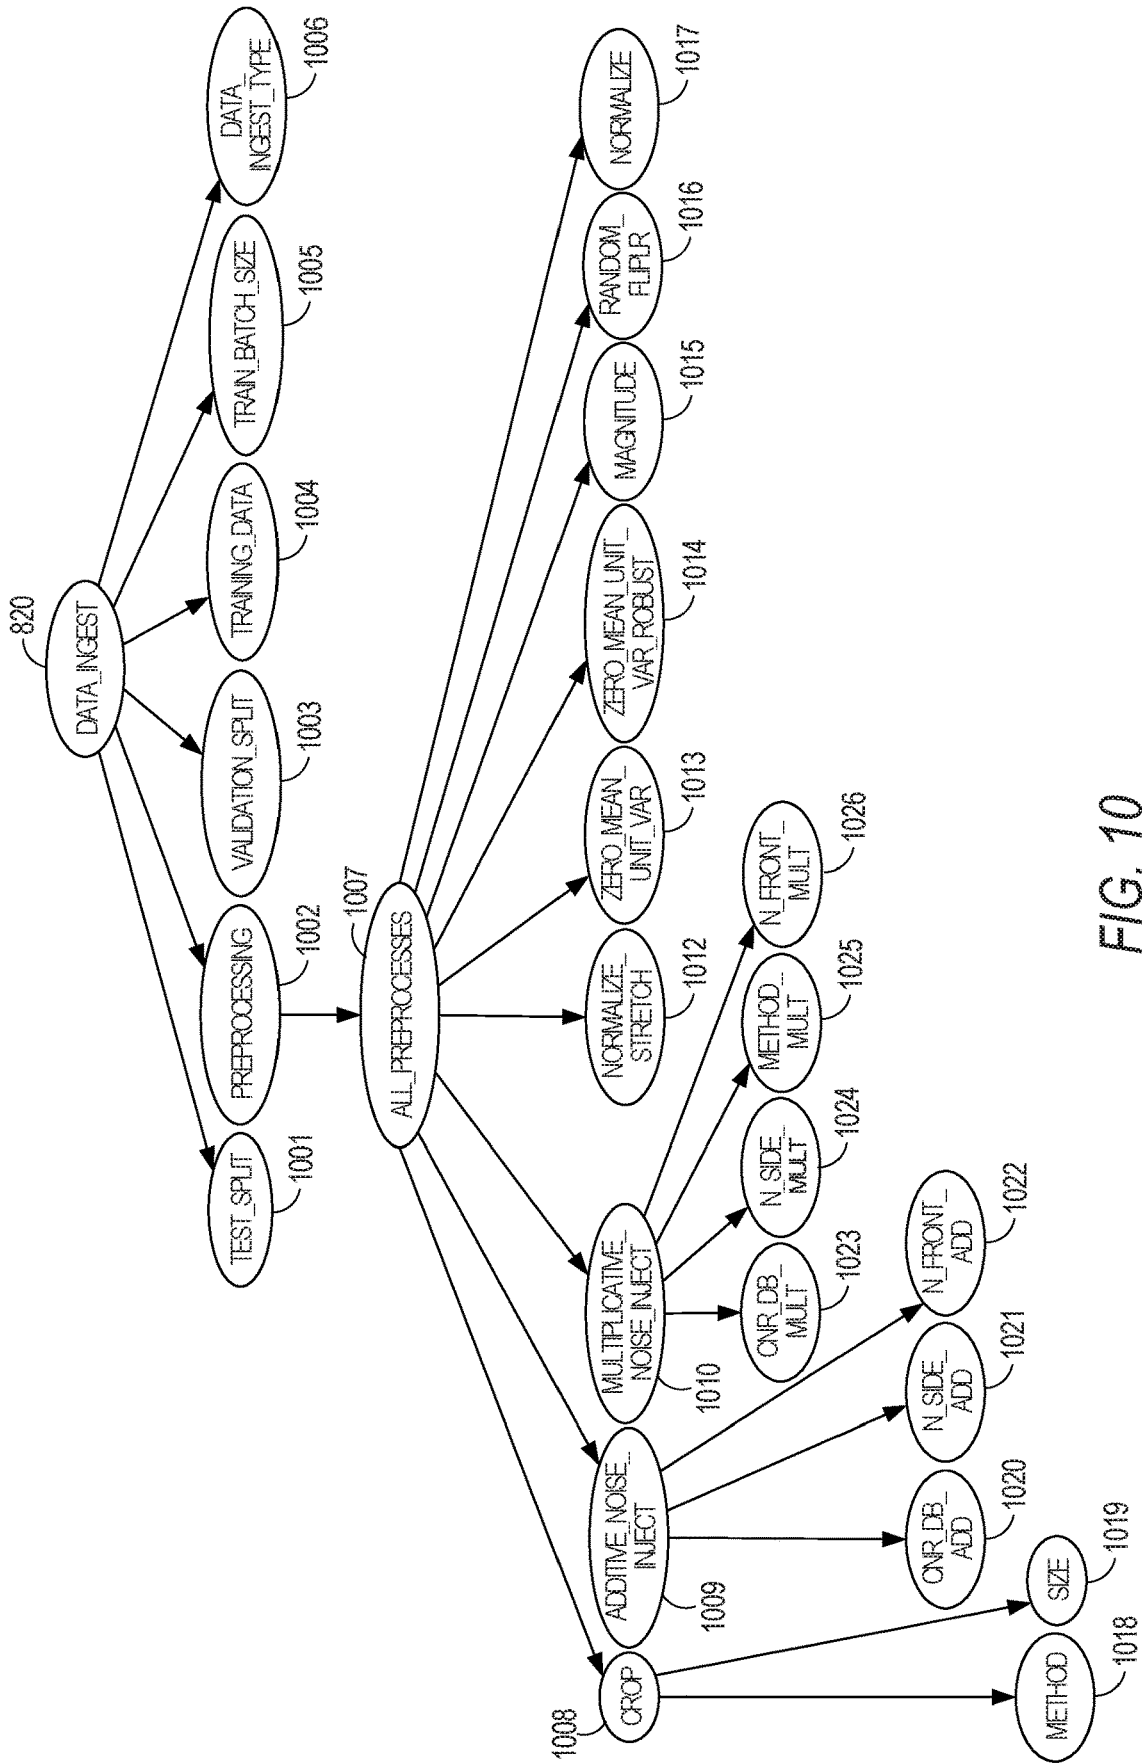 820
DATA_INGEST
TEST_SPLIT
1001
PREPROCESSING
1002
VALIDATION_SPLIT
1003
TRAINING_DATA
1004
TRAIN_BATCH_SIZE
1005
DATA_
INGEST_TYPE
1006
ALL_PREPROCESSES
1007
1008
CROP
ADDITIVE_NOISE_
INJECT
1009
MULTIPLICATIVE_
NOISE_INJECT
1010
NORMALIZE_
STRETCH
1012
ZERO_MEAN_
UNIT_VAR
1013
ZERO_MEAN_UNIT_
VAR_ROBUST
1014
MAGNITUDE
1015
RANDOM_
FLIPLR
1016
NORMALIZE
1017
CNR_DB_
MULT
1023
N_SIDE_
MULT
1024
METHOD_
MULT
1025
N_FRONT_
MULT
1026
CNR_DB_
ADD
1020
N_SIDE_
ADD
1021
N_FRONT_
ADD
1022
METHOD
1018
SIZE
1019
FIG. 10